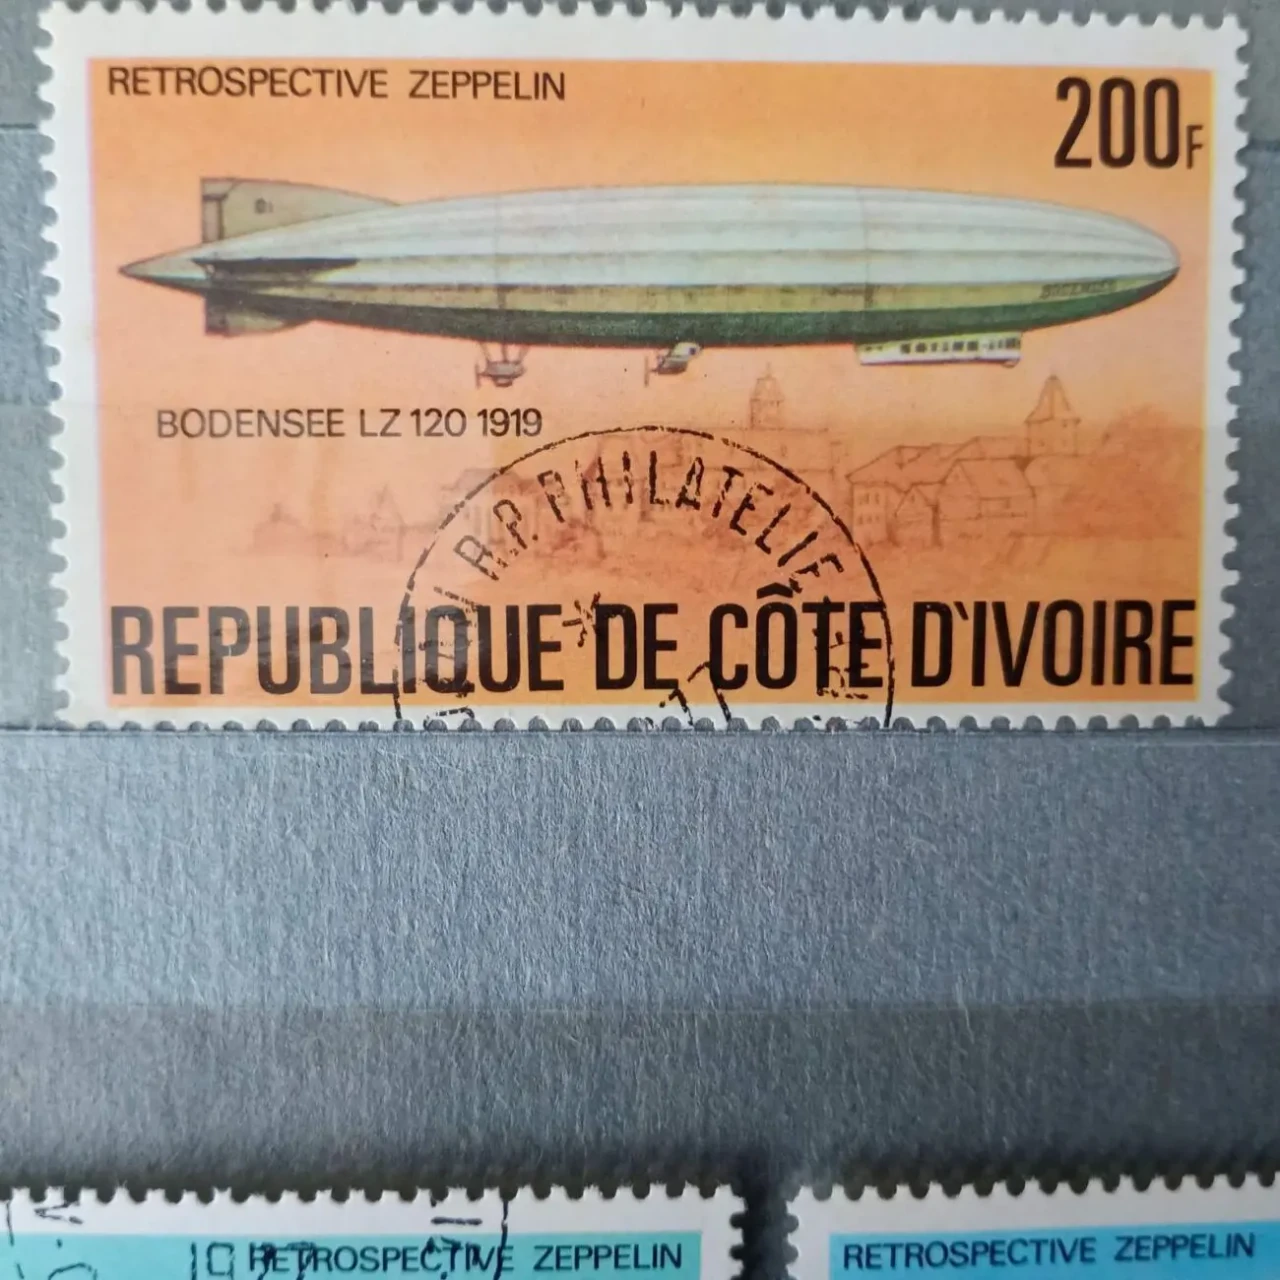 RETROSPECTIVE ZEPPELIN
200F
BODENSEE LZ 120 1919
R.P. PHILATELIE
REPUBLIQUE DE CÔTE D'IVOIRE
RETROSPECTIVE ZEPPELIN
RETROSPECTIVE ZEPPELIN